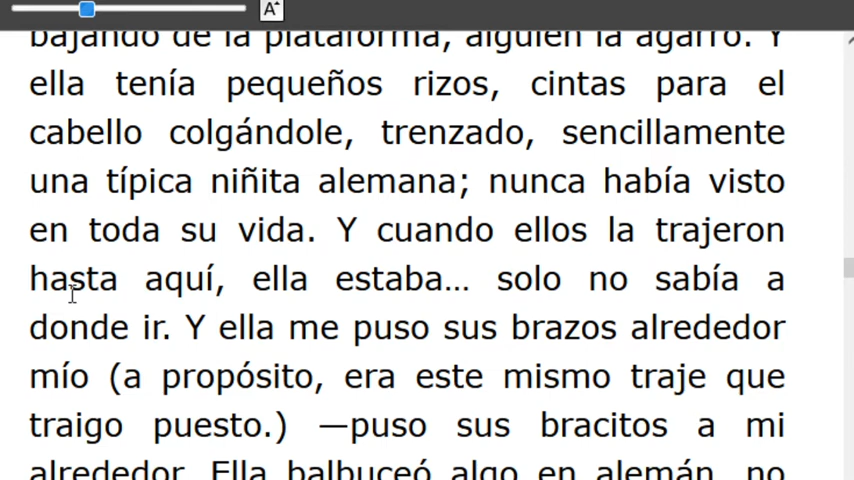 A
bajando de la plataforma, alguien la agarró. Y
ella tenía pequeños rizos, cintas para el
cabello colgándole, trenzado, sencillamente
una típica niñita alemana; nunca había visto
en toda su vida. Y cuando ellos la trajeron
hasta aquí, ella estaba... solo no sabía a
donde ir. Y ella me puso sus brazos alrededor
mío (a propósito, era este mismo traje que
traigo puesto.) —puso sus bracitos a mi
alrededor. Ella balbuceó algo en alemán, no